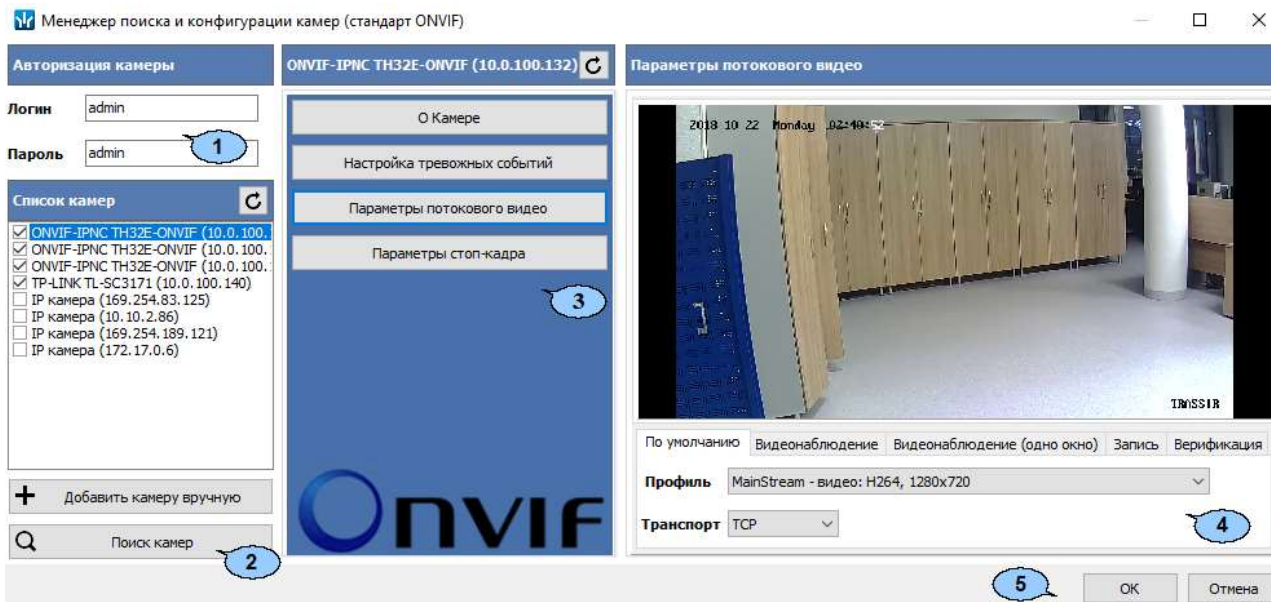 Менеджер поиска и конфигурации камер (стандарт ONVIF)
Авторизация камеры
Логин admin
Пароль admin
1
Список камер
ONVIF-IPNC TH32E-ONVIF (10.0.100.
ONVIF-IPNC TH32E-ONVIF (10.0.100.
ONVIF-IPNC TH32E-ONVIF (10.0.100.
TP-LINK TL-SC3171 (10.0.100.140)
IP камера (169.254.83.125)
IP камера (10.10.2.86)
IP камера (169.254.189.121)
IP камера (172.17.0.6)
Добавить камеру вручную
Поиск камер
2
ONVIF-IPNC TH32E-ONVIF (10.0.100.132)
О Камере
Настройка тревожных событий
Параметры потокового видео
Параметры стоп-кадра
3
ONVIF
Параметры потокового видео
2018 10 22 Monday 02:49:52
TRASSIR
По умолчанию Видеонаблюдение Видеонаблюдение (одно окно) Запись Верификация
Профиль MainStream - видео: H264, 1280x720
Транспорт TCP
4
5
OK Отмена